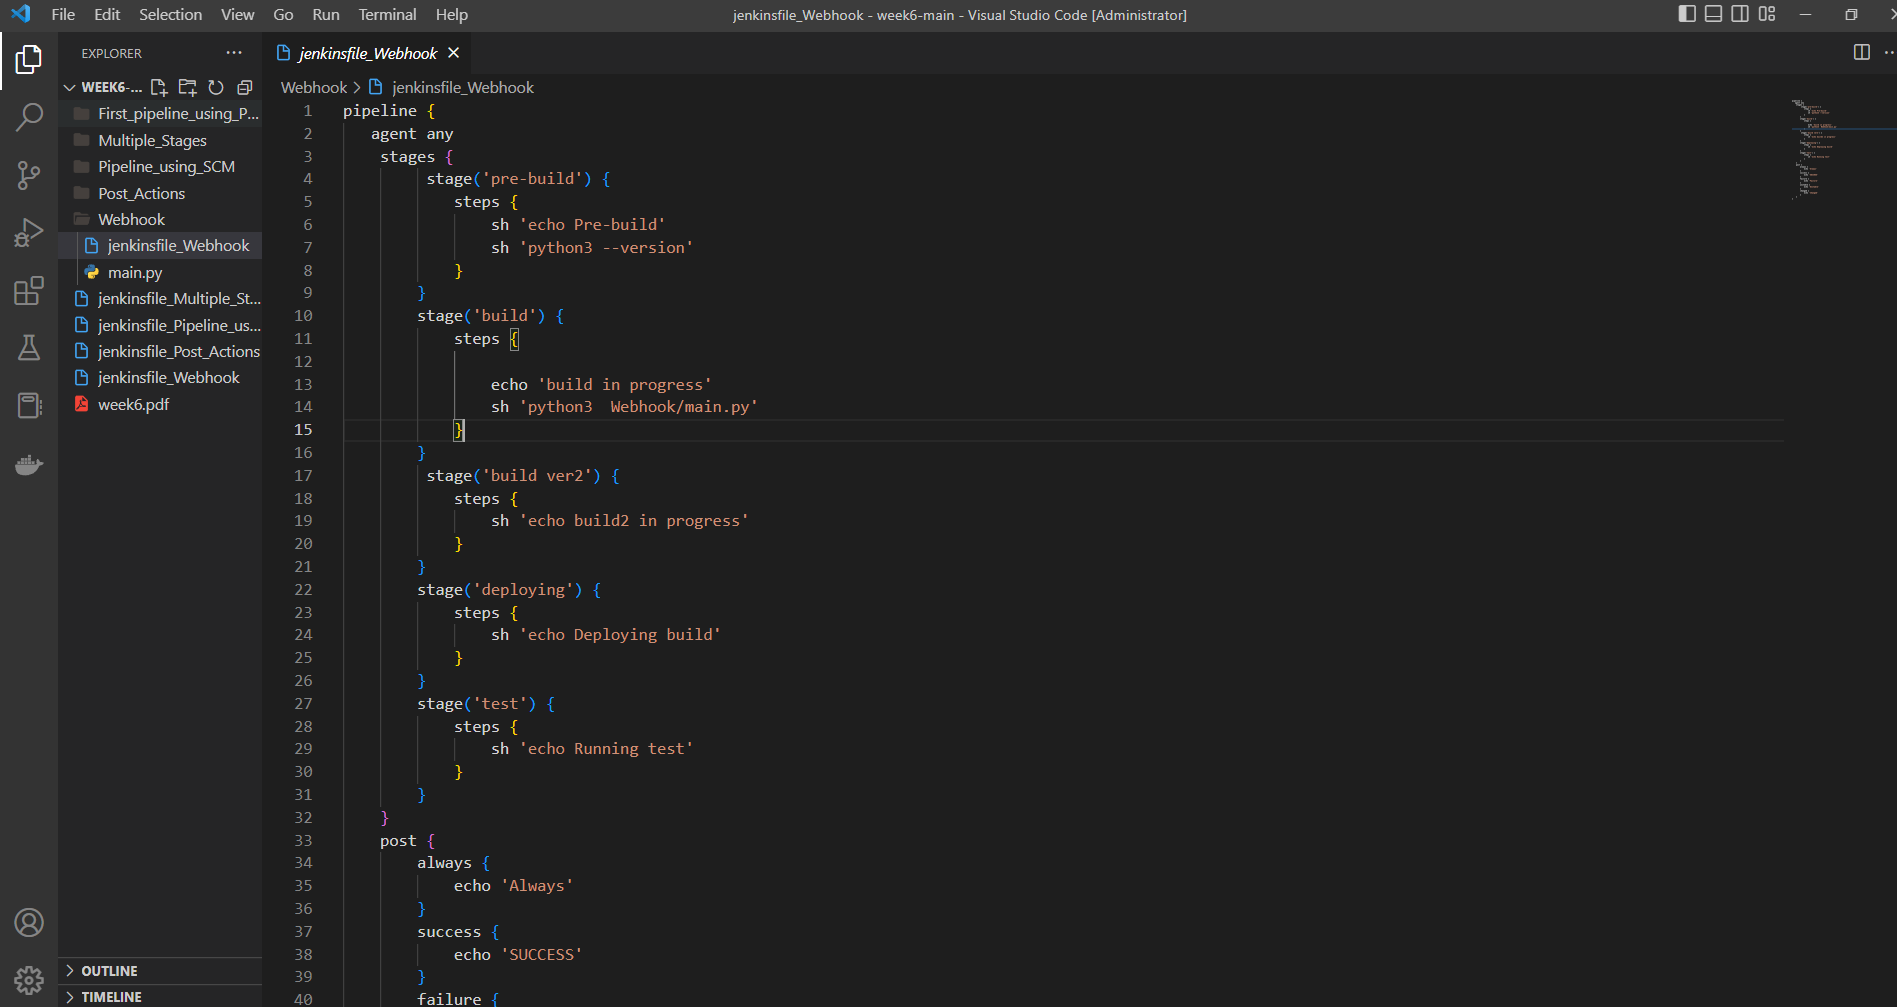 File Edit Selection View Go Run Terminal Help
jenkinsfile_Webhook - week6-main - Visual Studio Code [Administrator]
EXPLORER
WEEK6-...
First_pipeline_using_P...
Multiple_Stages
Pipeline_using_SCM
Post_Actions
Webhook
jenkinsfile_Webhook
main.py
jenkinsfile_Multiple_St...
jenkinsfile_Pipeline_us...
jenkinsfile_Post_Actions
jenkinsfile_Webhook
week6.pdf
OUTLINE
TIMELINE
jenkinsfile_Webhook
Webhook > jenkinsfile_Webhook
1 pipeline {
2 agent any
3 stages {
4 stage('pre-build') {
5 steps {
6 sh 'echo Pre-build'
7 sh 'python3 --version'
8 }
9 }
10 stage('build') {
11 steps {
12
13 echo 'build in progress'
14 sh 'python3  Webhook/main.py'
15 }
16 }
17 stage('build ver2') {
18 steps {
19 sh 'echo build2 in progress'
20 }
21 }
22 stage('deploying') {
23 steps {
24 sh 'echo Deploying build'
25 }
26 }
27 stage('test') {
28 steps {
29 sh 'echo Running test'
30 }
31 }
32 }
33 post {
34 always {
35 echo 'Always'
36 }
37 success {
38 echo 'SUCCESS'
39 }
40 failure {